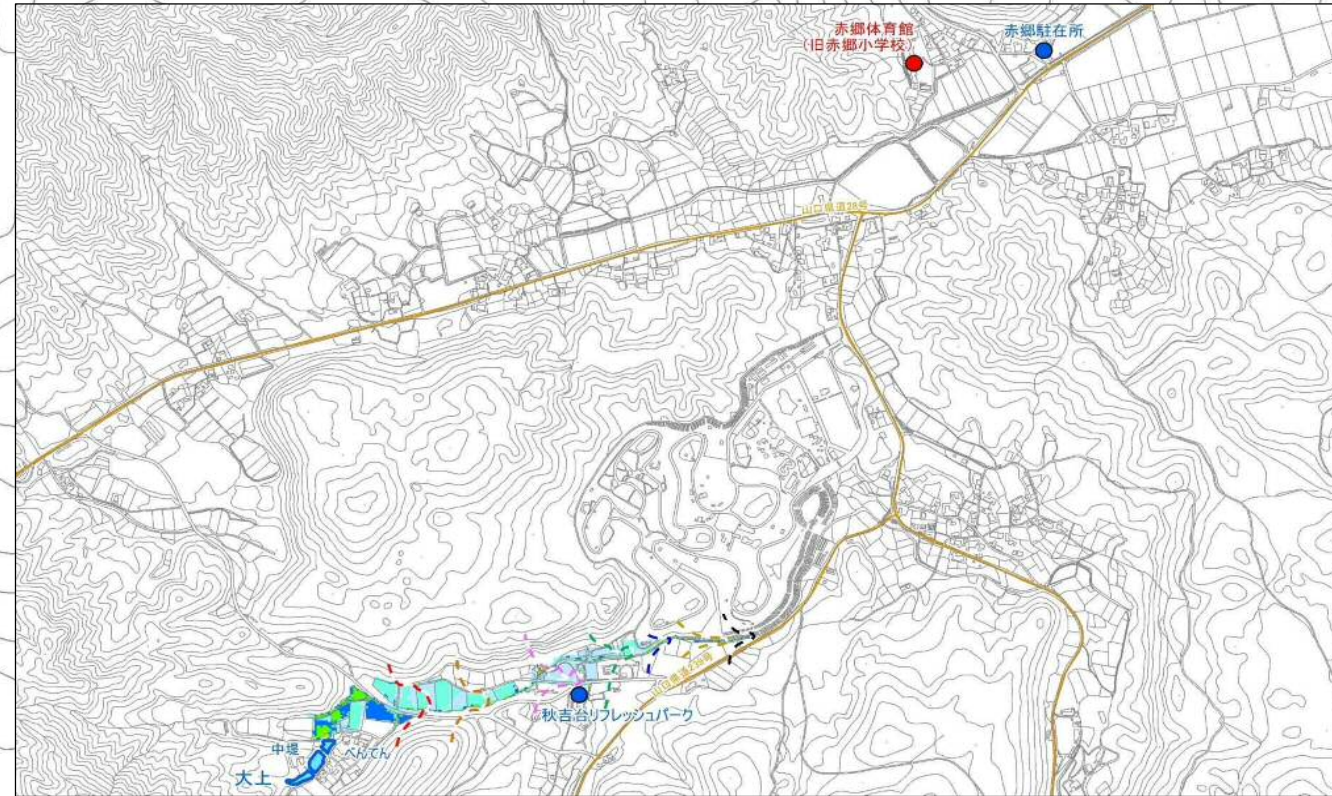 赤郷体育館
(旧赤郷小学校)
赤郷駐在所
山口県道28号
山口県道239号
秋吉台リフレッシュパーク
中堤
べんてん
大上